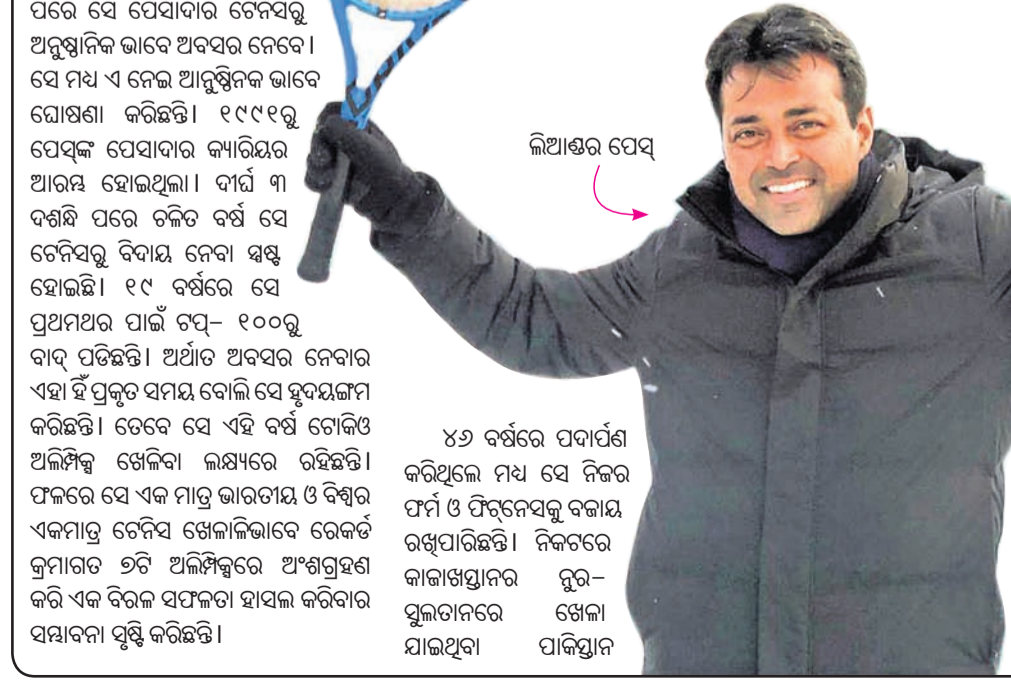 ପରେ ସେ ପେସାଦାର ଟେନିସରୁ
ଅନୁଷ୍ଠାନିକ ଭାବେ ଅବସର ନେବେ।
ସେ ମଧ୍ୟ ଏ ନେଇ ଆନୁଷ୍ଠିନକ ଭାବେ
ଘୋଷଣା କରିଛନ୍ତି। ୧୯୯୧ରୁ
ପେସ୍‌ଙ୍କ ପେସାଦାର କ୍ୟାରିୟର
ଆରମ୍ଭ ହୋଇଥିଲା। ଦୀର୍ଘ ୩
ଦଶନ୍ଧି ପରେ ଚଳିତ ବର୍ଷ ସେ
ଟେନିସରୁ ବିଦାୟ ନେବା ସ୍ପଷ୍ଟ
ହୋଇଛି। ୧୯ ବର୍ଷରେ ସେ
ପ୍ରଥମଥର ପାଇଁ ଟପ୍– ୧୦୦ରୁ
ବାଦ୍ ପଡିଛନ୍ତି। ଅର୍ଥାତ ଅବସର ନେବାର
ଏହା ହିଁ ପ୍ରକୃତ ସମୟ ବୋଲି ସେ ହୃଦୟଙ୍ଗମ
କରିଛନ୍ତି। ତେବେ ସେ ଏହି ବର୍ଷ ଟୋକିଓ
ଅଲିମ୍ପିକ୍ସ ଖେଳିବା ଲକ୍ଷ୍ୟରେ ରହିଛନ୍ତି।
ଫଳରେ ସେ ଏକ ମାତ୍ର ଭାରତୀୟ ଓ ବିଶ୍ୱର
ଏକମାତ୍ର ଟେନିସ ଖେଳାଳିଭାବେ ରେକର୍ଡ
କ୍ରମାଗତ ୭ଟି ଅଲିମ୍ପିକ୍ସରେ ଅଂଶଗ୍ରହଣ
କରି ଏକ ବିରଳ ସଫଳତା ହାସଲ କରିବାର
ସମ୍ଭାବନା ସୃଷ୍ଟି କରିଛନ୍ତି।
ଲିଆଣ୍ଡର ପେସ୍
୪୬ ବର୍ଷରେ ପଦାର୍ପଣ
କରିଥିଲେ ମଧ୍ୟ ସେ ନିଜର
ଫର୍ମ ଓ ଫିଟ୍‌ନେସକୁ ବଜାୟ
ରଖିପାରିଛନ୍ତି। ନିକଟରେ
କାଜାଖସ୍ତାନର ନୁର–
ସୁଲତାନରେ ଖେଳା
ଯାଇଥିବା ପାକିସ୍ତାନ